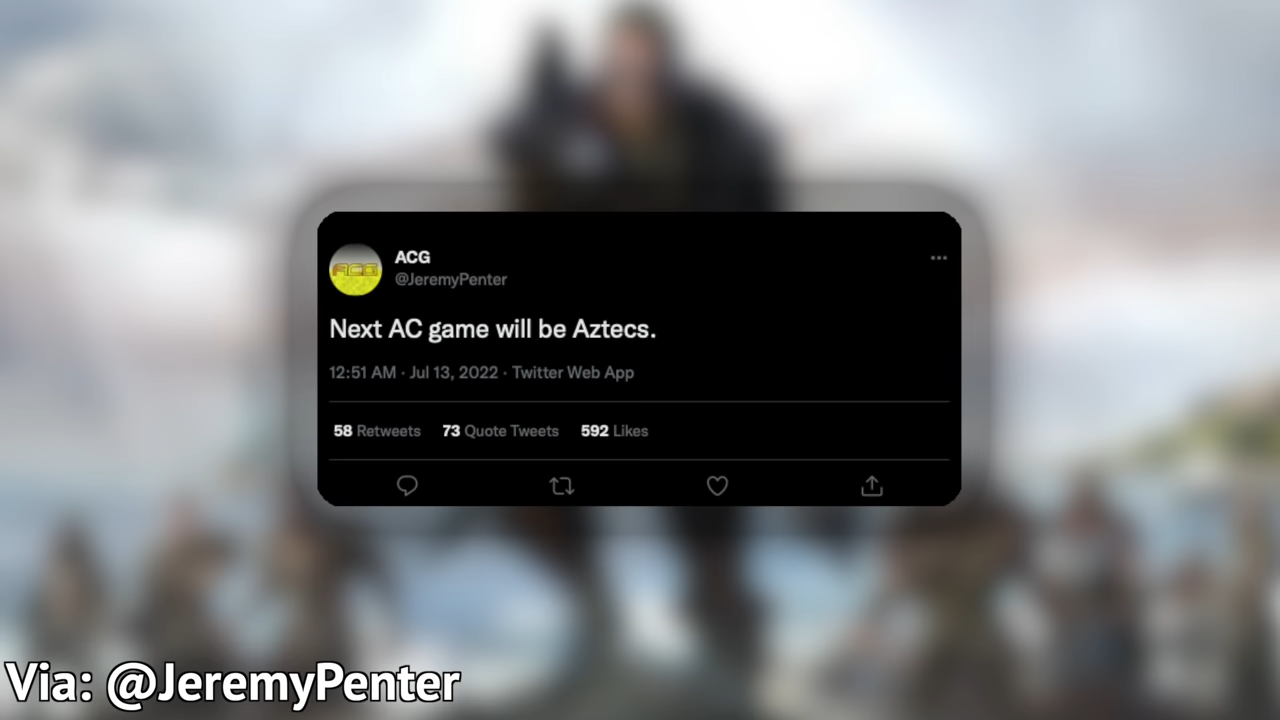 ACG
ACG
@JeremyPenter
Next AC game will be Aztecs.
12:51 AM · Jul 13, 2022 · Twitter Web App
58 Retweets 73 Quote Tweets 592 Likes
Via: @JeremyPenter